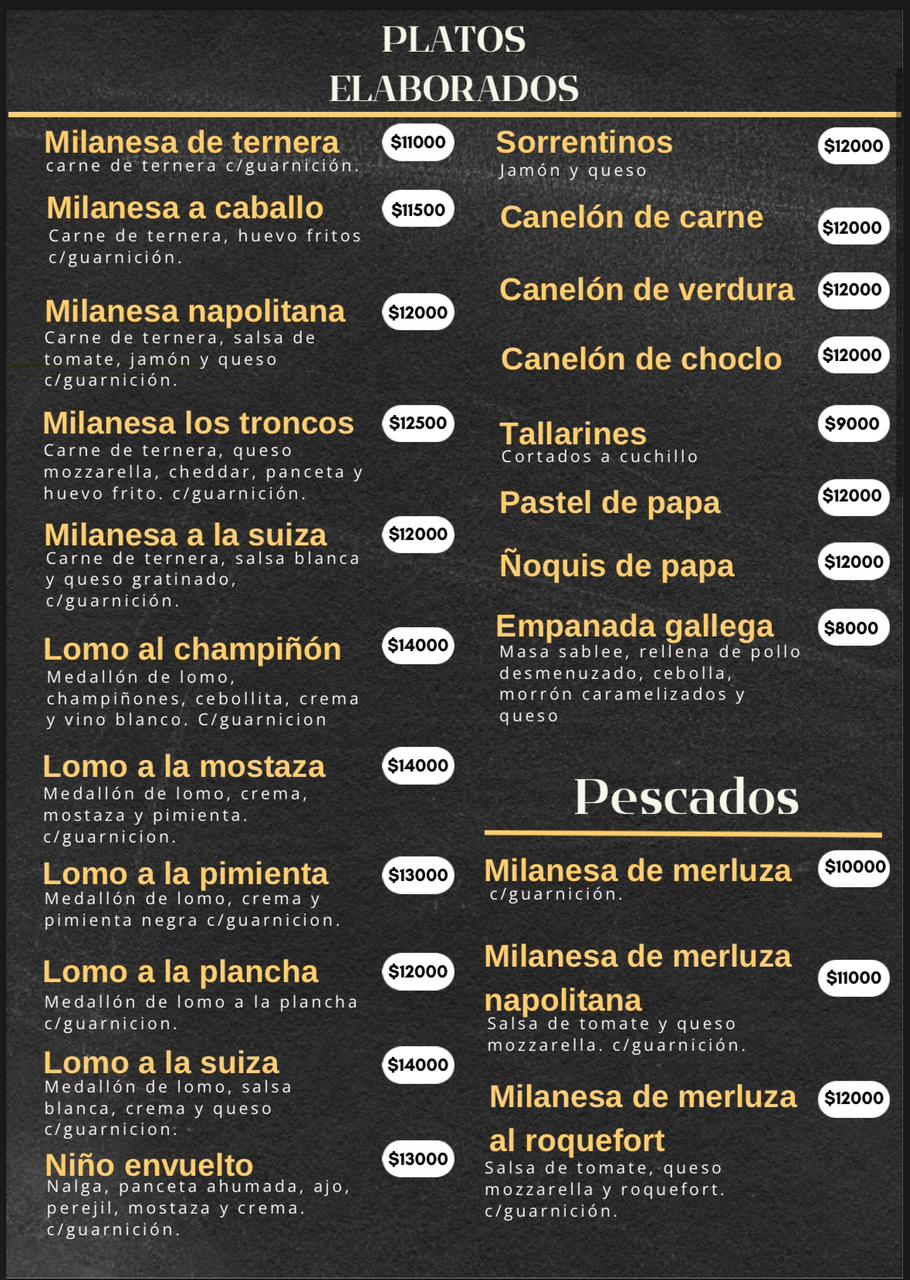 PLATOS
ELABORADOS
Milanesa de ternera
$11000
carne de ternera c/guarnición.
Milanesa a caballo
$11500
Carne de ternera, huevo fritos
c/guarnición.
Milanesa napolitana
$12000
Carne de ternera, salsa de
tomate, jamón y queso
c/guarnición.
Milanesa los troncos
$12500
Carne de ternera, queso
mozzarella, cheddar, panceta y
huevo frito. c/guarnición.
Milanesa a la suiza
$12000
Carne de ternera, salsa blanca
y queso gratinado,
c/guarnición.
Lomo al champiñón
$14000
Medallón de lomo,
champiñones, cebollita, crema
y vino blanco. C/guarnicion
Lomo a la mostaza
$14000
Medallón de lomo, crema,
mostaza y pimienta.
c/guarnicion.
Lomo a la pimienta
$13000
Medallón de lomo, crema y
pimienta negra c/guarnicion.
Lomo a la plancha
$12000
Medallón de lomo a la plancha
c/guarnicion.
Lomo a la suiza
$14000
Medallón de lomo, salsa
blanca, crema y queso
c/guarnicion.
Niño envuelto
$13000
Nalga, panceta ahumada, ajo,
perejil, mostaza y crema.
c/guarnición.
Sorrentinos
$12000
Jamón y queso
Canelón de carne
$12000
Canelón de verdura
$12000
Canelón de choclo
$12000
Tallarines
$9000
Cortados a cuchillo
Pastel de papa
$12000
Ñoquis de papa
$12000
Empanada gallega
$8000
Masa sablee, rellena de pollo
desmenuzado, cebolla,
morrón caramelizados y
queso
Pescados
Milanesa de merluza
$10000
c/guarnición.
Milanesa de merluza
napolitana
$11000
Salsa de tomate y queso
mozzarella. c/guarnición.
Milanesa de merluza
al roquefort
$12000
Salsa de tomate, queso
mozzarella y roquefort.
c/guarnición.